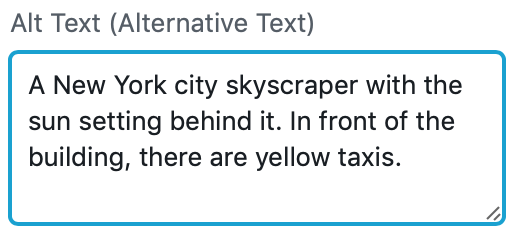 Alt Text (Alternative Text)
A New York city skyscraper with the
sun setting behind it. In front of the
building, there are yellow taxis.